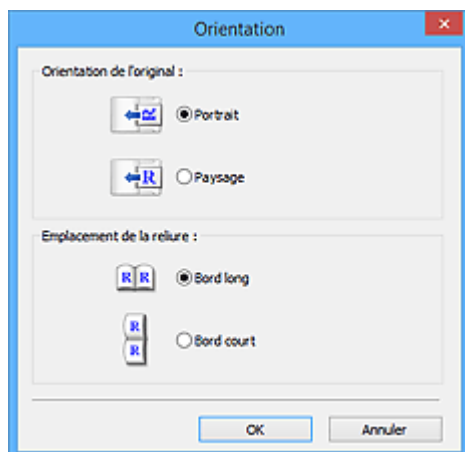 Orientation
Orientation de l'original :
R
Portrait
R
Paysage
Emplacement de la reliure :
R R
Bord long
R
R
Bord court
OK Annuler